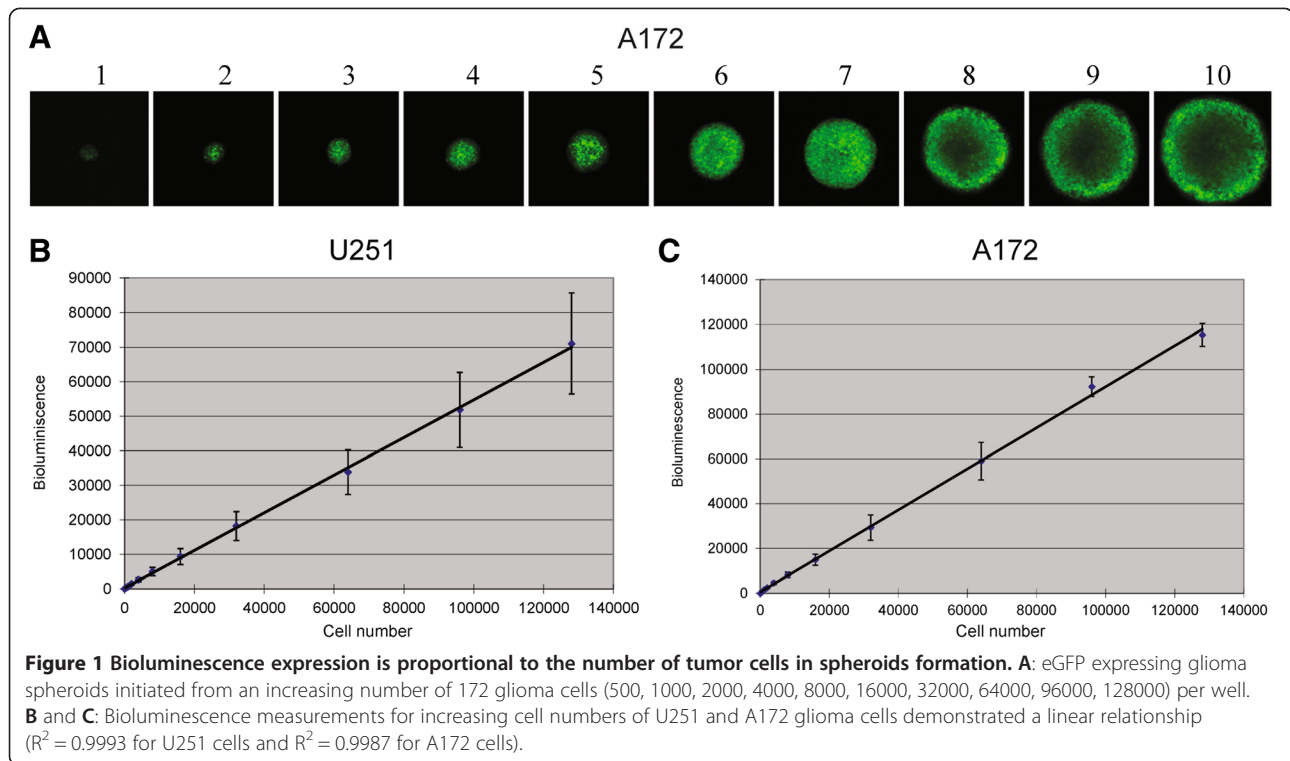 A
A172
1 2 3 4 5 6 7 8 9 10
B
U251
90000
80000
70000
60000
50000
40000
30000
20000
10000
0
Bioluminiscence
0 20000 40000 60000 80000 100000 120000 140000
Cell number
C
A172
140000
120000
100000
80000
60000
40000
20000
0
Bioluminescence
0 20000 40000 60000 80000 100000 120000 140000
Cell number
Figure 1 Bioluminescence expression is proportional to the number of tumor cells in spheroids formation. A: eGFP expressing glioma
spheroids initiated from an increasing number of 172 glioma cells (500, 1000, 2000, 4000, 8000, 16000, 32000, 64000, 96000, 128000) per well.
B and C: Bioluminescence measurements for increasing cell numbers of U251 and A172 glioma cells demonstrated a linear relationship
(R² = 0.9993 for U251 cells and R² = 0.9987 for A172 cells).